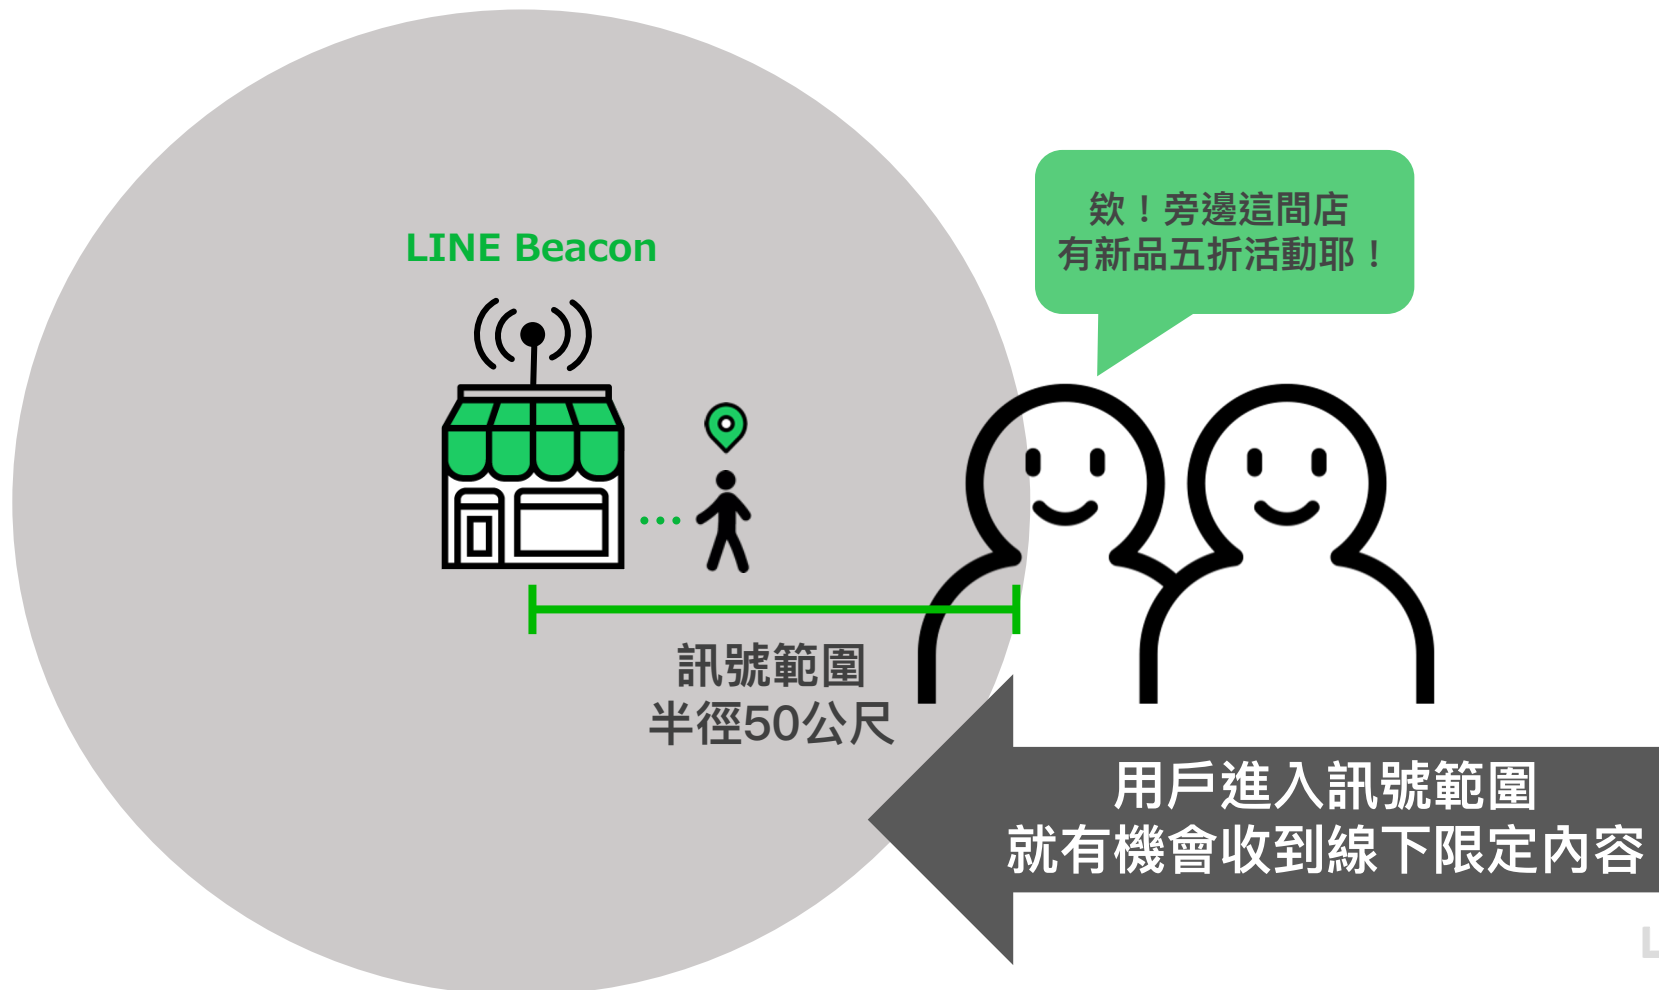 LINE Beacon
欸！旁邊這間店
有新品五折活動耶！
訊號範圍
半徑50公尺
用戶進入訊號範圍
就有機會收到線下限定內容
L